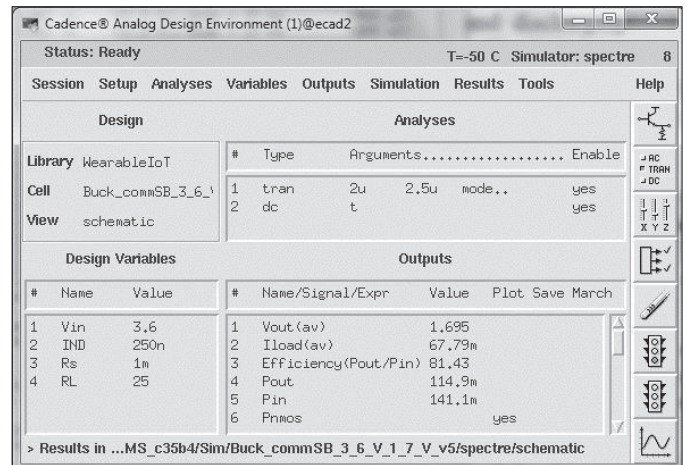 Cadence® Analog Design Environment (1)@ecad2
Status: Ready T=-50 C Simulator: spectre 8
Session Setup Analyses Variables Outputs Simulation Results Tools Help
Design
Library WearableIoT
Cell Buck_commSB_3_6_
View schematic
Analyses
# Type Arguments.................. Enable
1 tran 2u 2.5u mode.. yes
2 dc t yes
Design Variables
# Name Value
1 Vin 3.6
2 IND 250n
3 Rs 1m
4 RL 25
Outputs
# Name/Signal/Expr Value Plot Save March
1 Vout(av) 1.695
2 Iload(av) 67.79m
3 Efficiency(Pout/Pin) 81.43
4 Pout 114.9m
5 Pin 141.1m
6 Pnmos yes
AC
TRAN
DC
X Y Z
> Results in ...MS_c35b4/Sim/Buck_commSB_3_6_V_1_7_V_v5/spectre/schematic